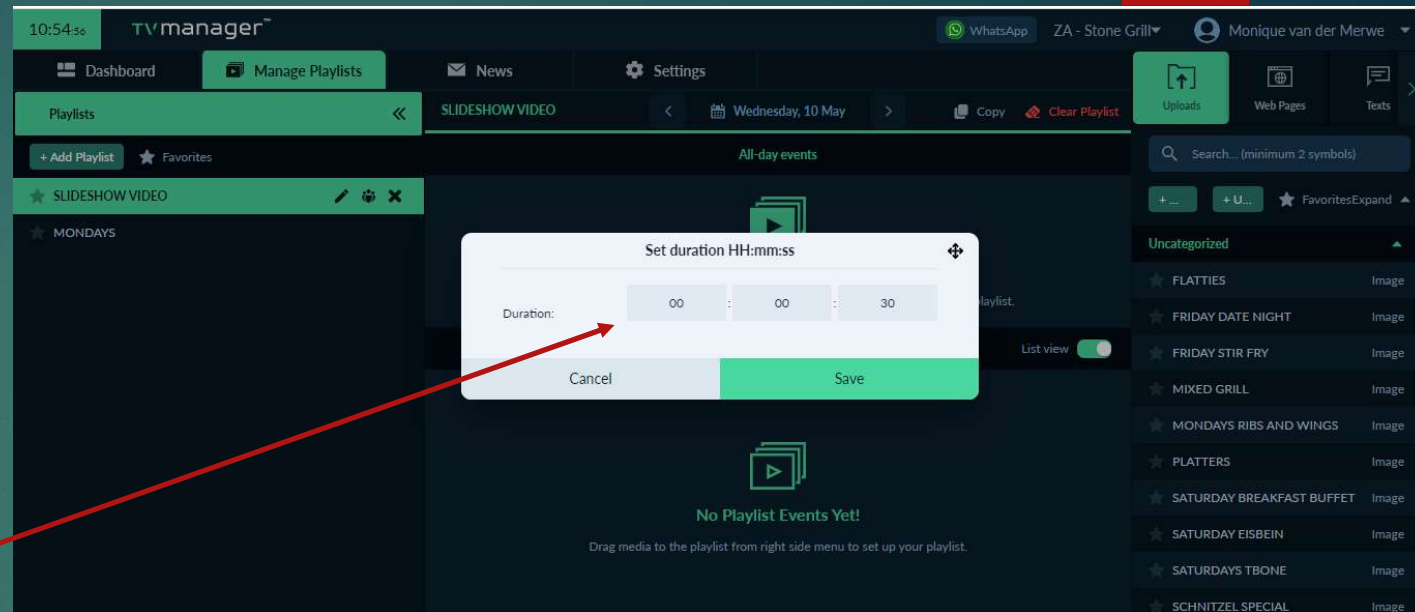 10:54:56 TVmanager™ WhatsApp ZA - Stone Grill Monique van der Merwe
Dashboard Manage Playlists News Settings
Uploads Web Pages Texts
Playlists
SLIDESHOW VIDEO Wednesday, 10 May Copy Clear Playlist
+ Add Playlist Favorites
All-day events
Search... (minimum 2 symbols)
SLIDESHOW VIDEO
+ ... + U... FavoritesExpand
MONDAYS
Set duration HH:mm:ss
Duration: 00 : 00 : 30
Cancel Save
playlist.
List view
No Playlist Events Yet!
Drag media to the playlist from right side menu to set up your playlist.
Uncategorized
FLATTIES Image
FRIDAY DATE NIGHT Image
FRIDAY STIR FRY Image
MIXED GRILL Image
MONDAYS RIBS AND WINGS Image
PLATTERS Image
SATURDAY BREAKFAST BUFFET Image
SATURDAY EISBEIN Image
SATURDAYS TBONE Image
SCHNITZEL SPECIAL Image